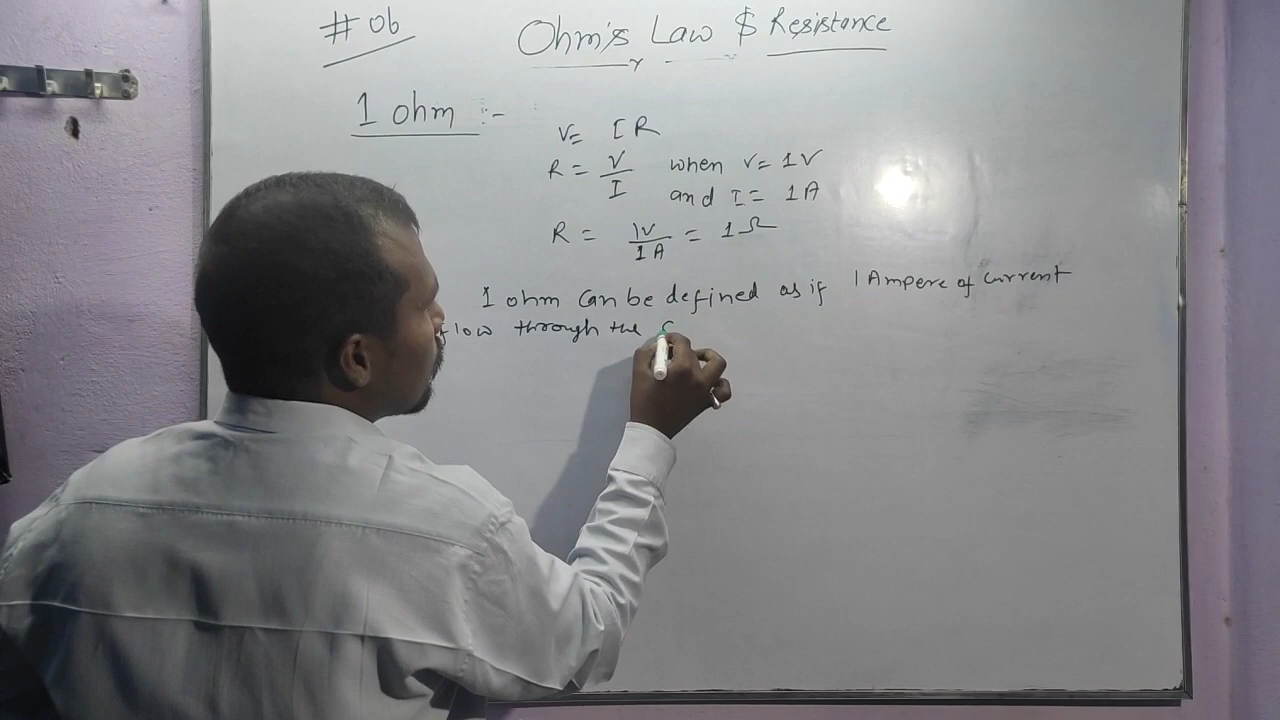 # 06
Ohm's Law $ Resistance
1 ohm :-
V= IR
R = V/I when V= 1V
and I = 1A
R = 1V/1A = 1Ω
1 ohm can be defined as if 1 Ampere of current
flow through the